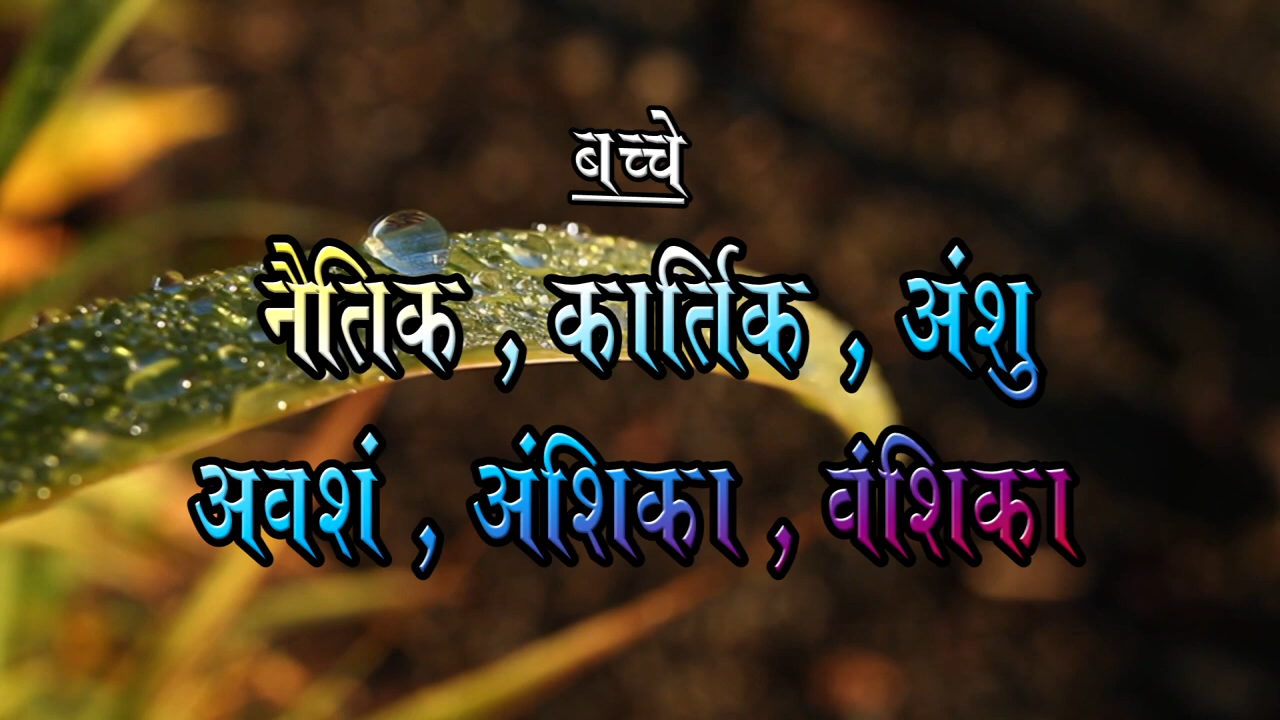 बच्चे
नैतिक , कार्तिक , अंशु
अवशं , अंशिका , वंशिका